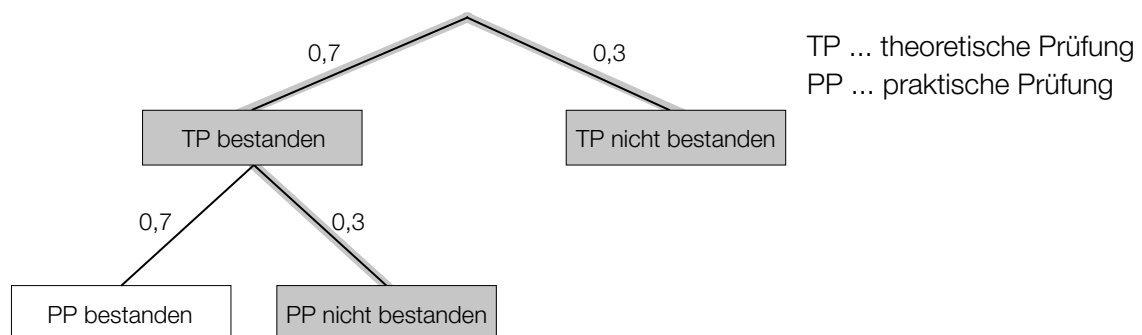 TP ... theoretische Prüfung
PP ... praktische Prüfung
0,7
0,3
TP bestanden
TP nicht bestanden
0,7
0,3
PP bestanden
PP nicht bestanden